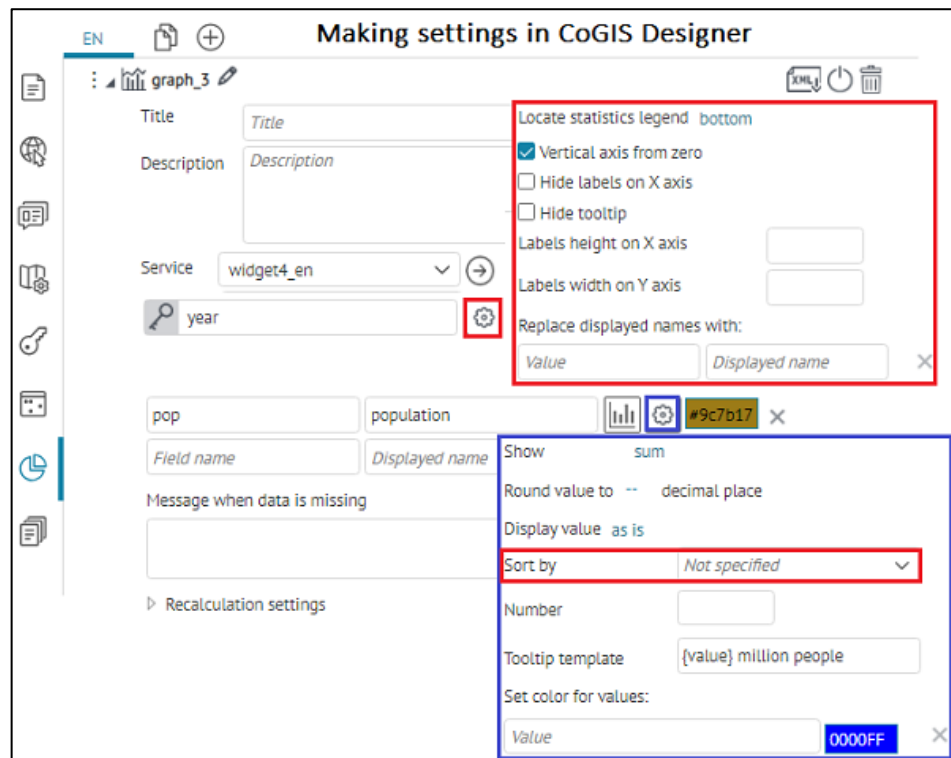 Making settings in CoGIS Designer
EN
graph_3
XML
Title
Title
Description
Description
Service
widget4_en
year
Locate statistics legend bottom
Vertical axis from zero
Hide labels on X axis
Hide tooltip
Labels height on X axis
Labels width on Y axis
Replace displayed names with:
Value
Displayed name
pop
population
#9c7b17
Field name
Displayed name
Message when data is missing
Recalculation settings
Show sum
Round value to -- decimal place
Display value as is
Sort by
Not specified
Number
Tooltip template
{value} million people
Set color for values:
Value
0000FF